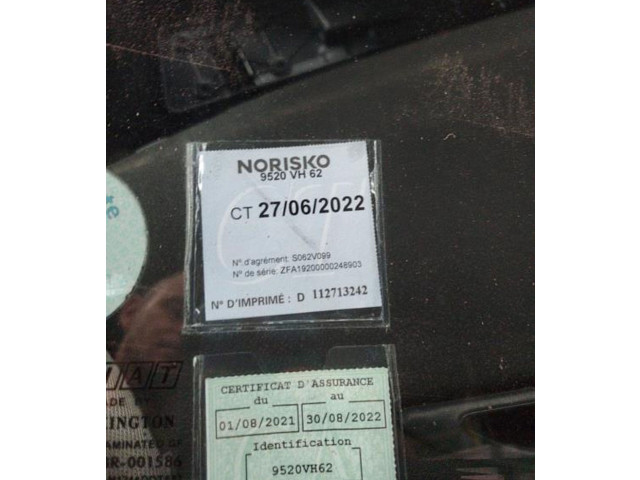 NORISKO
9520 VH 62
CT 27/06/2022
N° d'agrément: S062V099
N° de série: ZFA19200000248903
N° D'IMPRIMÉ : D 112713242
CERTIFICAT D'ASSURANCE
du au
01/08/2021 30/08/2022
Identification
9520VH62